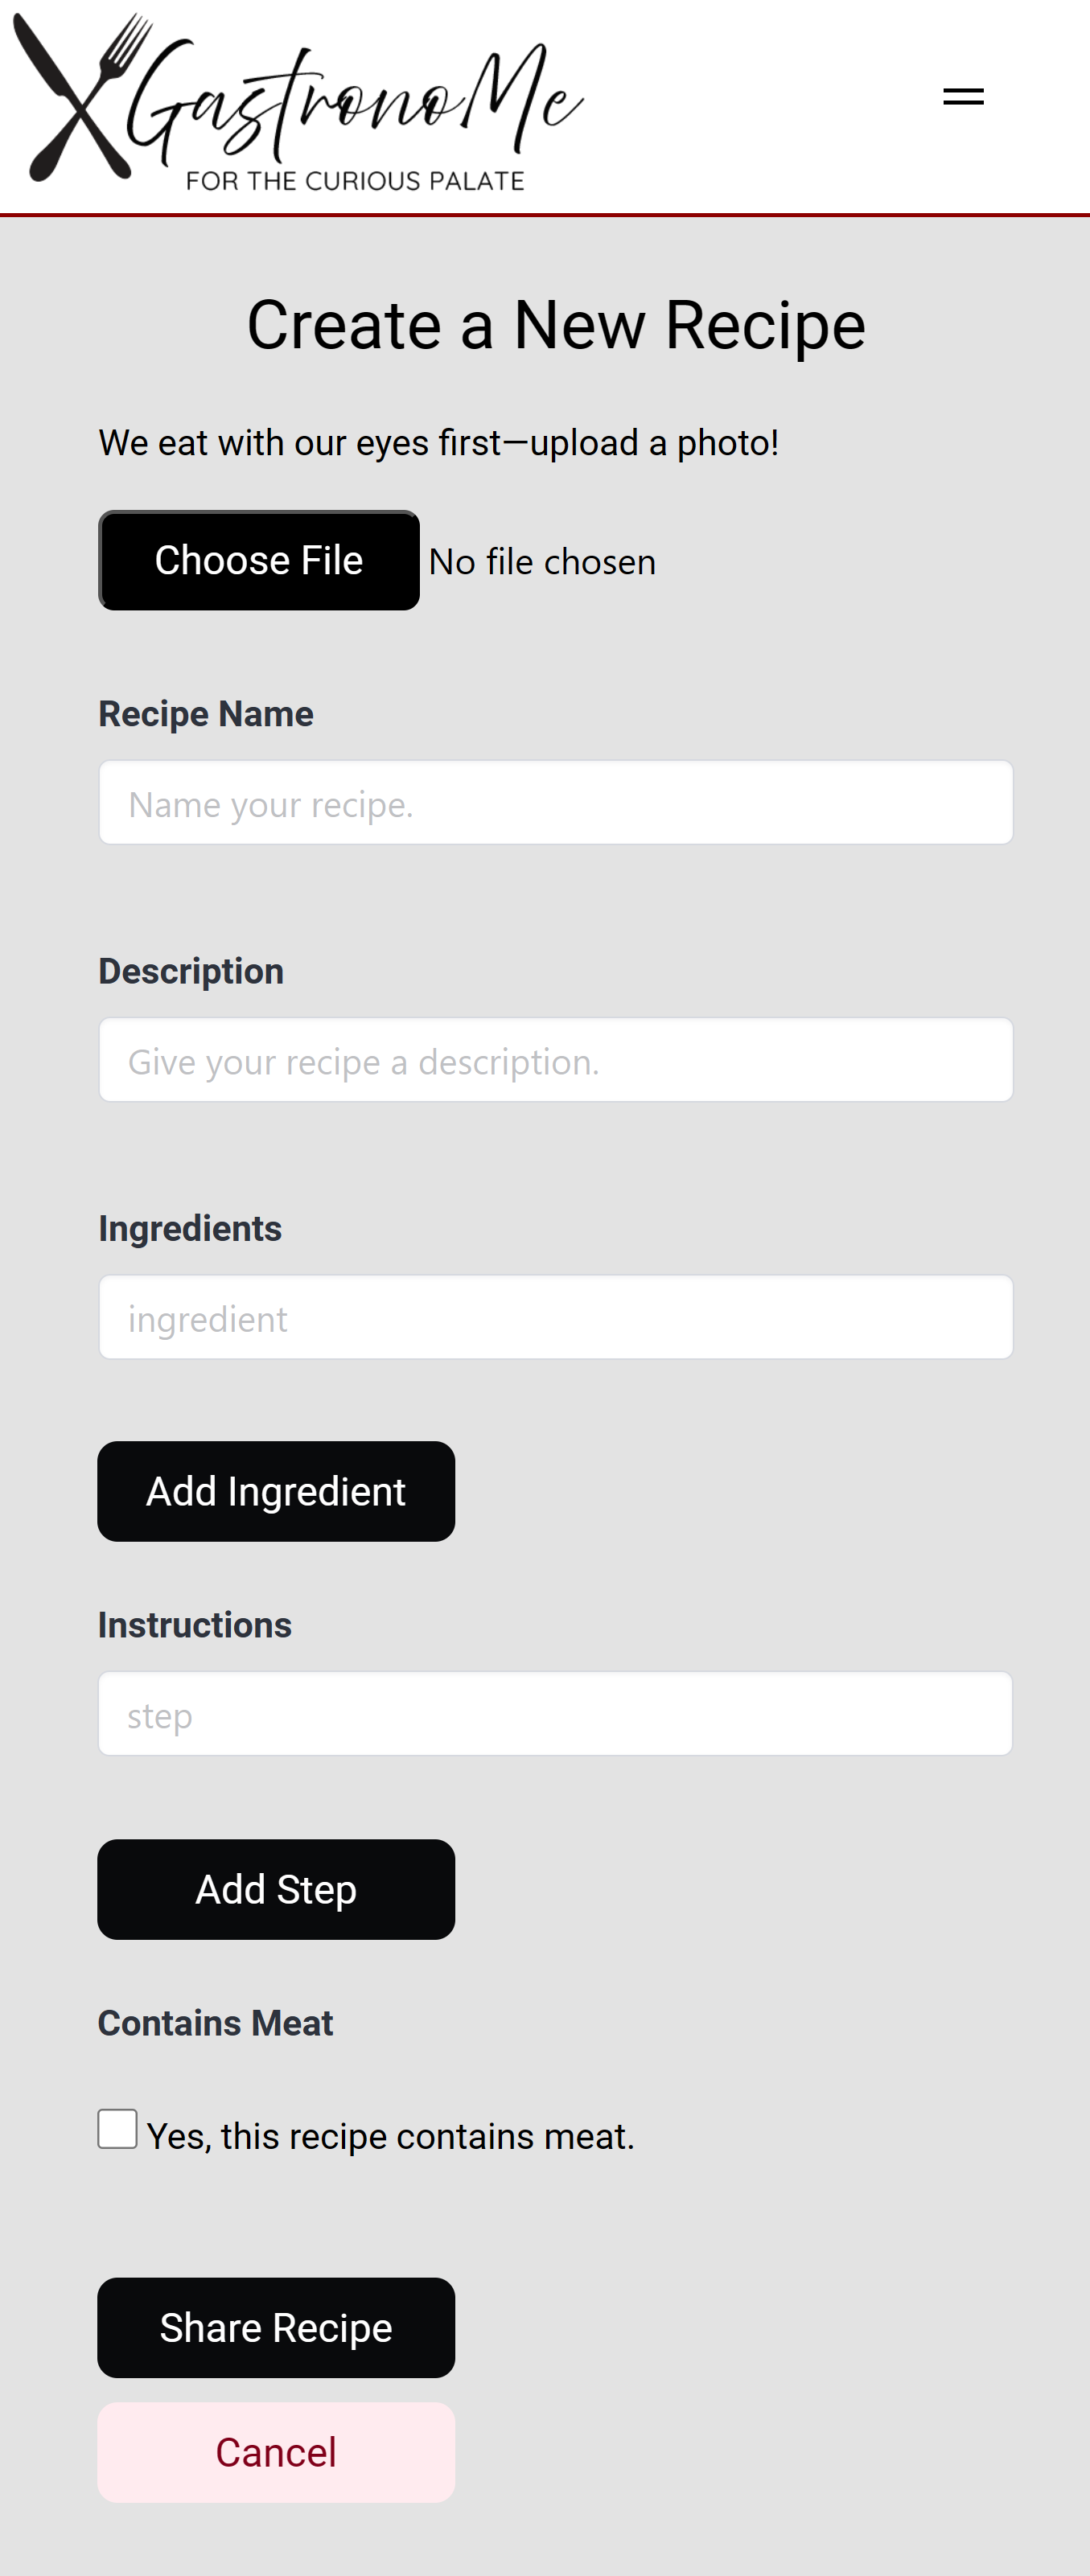 GastronoMe
FOR THE CURIOUS PALATE
Create a New Recipe
We eat with our eyes first—upload a photo!
Choose File No file chosen
Recipe Name
Name your recipe.
Description
Give your recipe a description.
Ingredients
ingredient
Add Ingredient
Instructions
step
Add Step
Contains Meat
Yes, this recipe contains meat.
Share Recipe
Cancel